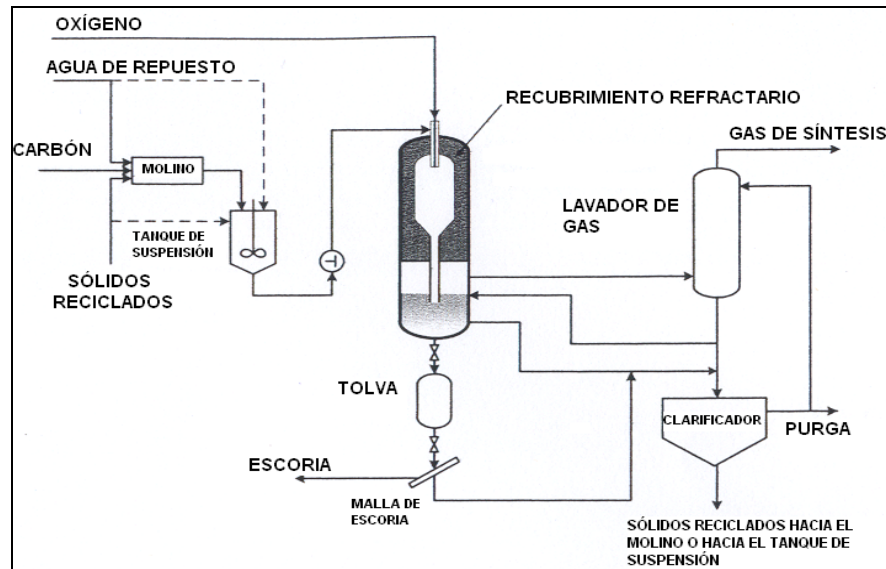 OXÍGENO
AGUA DE REPUESTO
RECUBRIMIENTO REFRACTARIO
GAS DE SÍNTESIS
CARBÓN
MOLINO
LAVADOR DE
GAS
TANQUE DE
SUSPENSIÓN
T
SÓLIDOS
RECICLADOS
TOLVA
CLARIFICADOR
PURGA
ESCORIA
MALLA DE
ESCORIA
SÓLIDOS RECICLADOS HACIA EL
MOLINO O HACIA EL TANQUE DE
SUSPENSIÓN